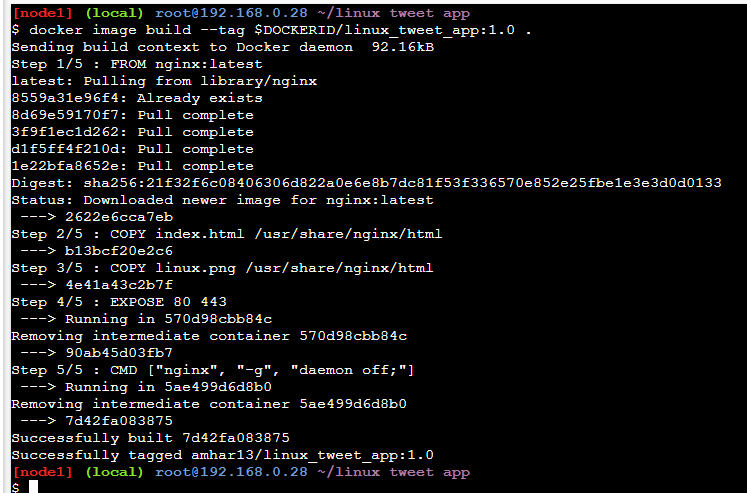 [node1] (local) root@192.168.0.28 ~/linux tweet app
$ docker image build --tag $DOCKERID/linux_tweet_app:1.0 .
Sending build context to Docker daemon  92.16kB
Step 1/5 : FROM nginx:latest
latest: Pulling from library/nginx
8559a31e96f4: Already exists
8d69e59170f7: Pull complete
3f9f1ec1d262: Pull complete
d1f5ff4f210d: Pull complete
1e22bfa8652e: Pull complete
Digest: sha256:21f32f6c08406306d822a0e6e8b7dc81f53f336570e852e25fbe1e3e3d0d0133
Status: Downloaded newer image for nginx:latest
 ---> 2622e6cca7eb
Step 2/5 : COPY index.html /usr/share/nginx/html
 ---> b13bcf20e2c6
Step 3/5 : COPY linux.png /usr/share/nginx/html
 ---> 4e41a43c2b7f
Step 4/5 : EXPOSE 80 443
 ---> Running in 570d98cbb84c
Removing intermediate container 570d98cbb84c
 ---> 90ab45d03fb7
Step 5/5 : CMD ["nginx", "-g", "daemon off;"]
 ---> Running in 5ae499d6d8b0
Removing intermediate container 5ae499d6d8b0
 ---> 7d42fa083875
Successfully built 7d42fa083875
Successfully tagged amhar13/linux_tweet_app:1.0
[node1] (local) root@192.168.0.28 ~/linux tweet app
$